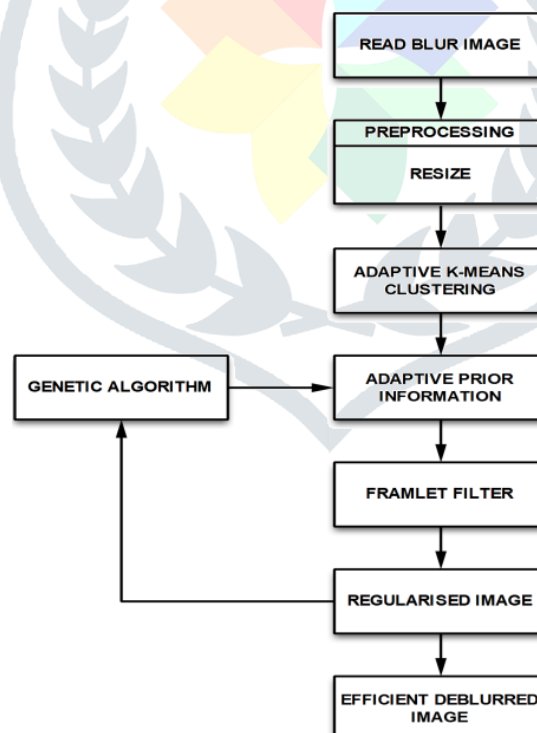 READ BLUR IMAGE
PREPROCESSING
RESIZE
ADAPTIVE K-MEANS
CLUSTERING
GENETIC ALGORITHM
ADAPTIVE PRIOR
INFORMATION
FRAMLET FILTER
REGULARISED IMAGE
EFFICIENT DEBLURRED
IMAGE